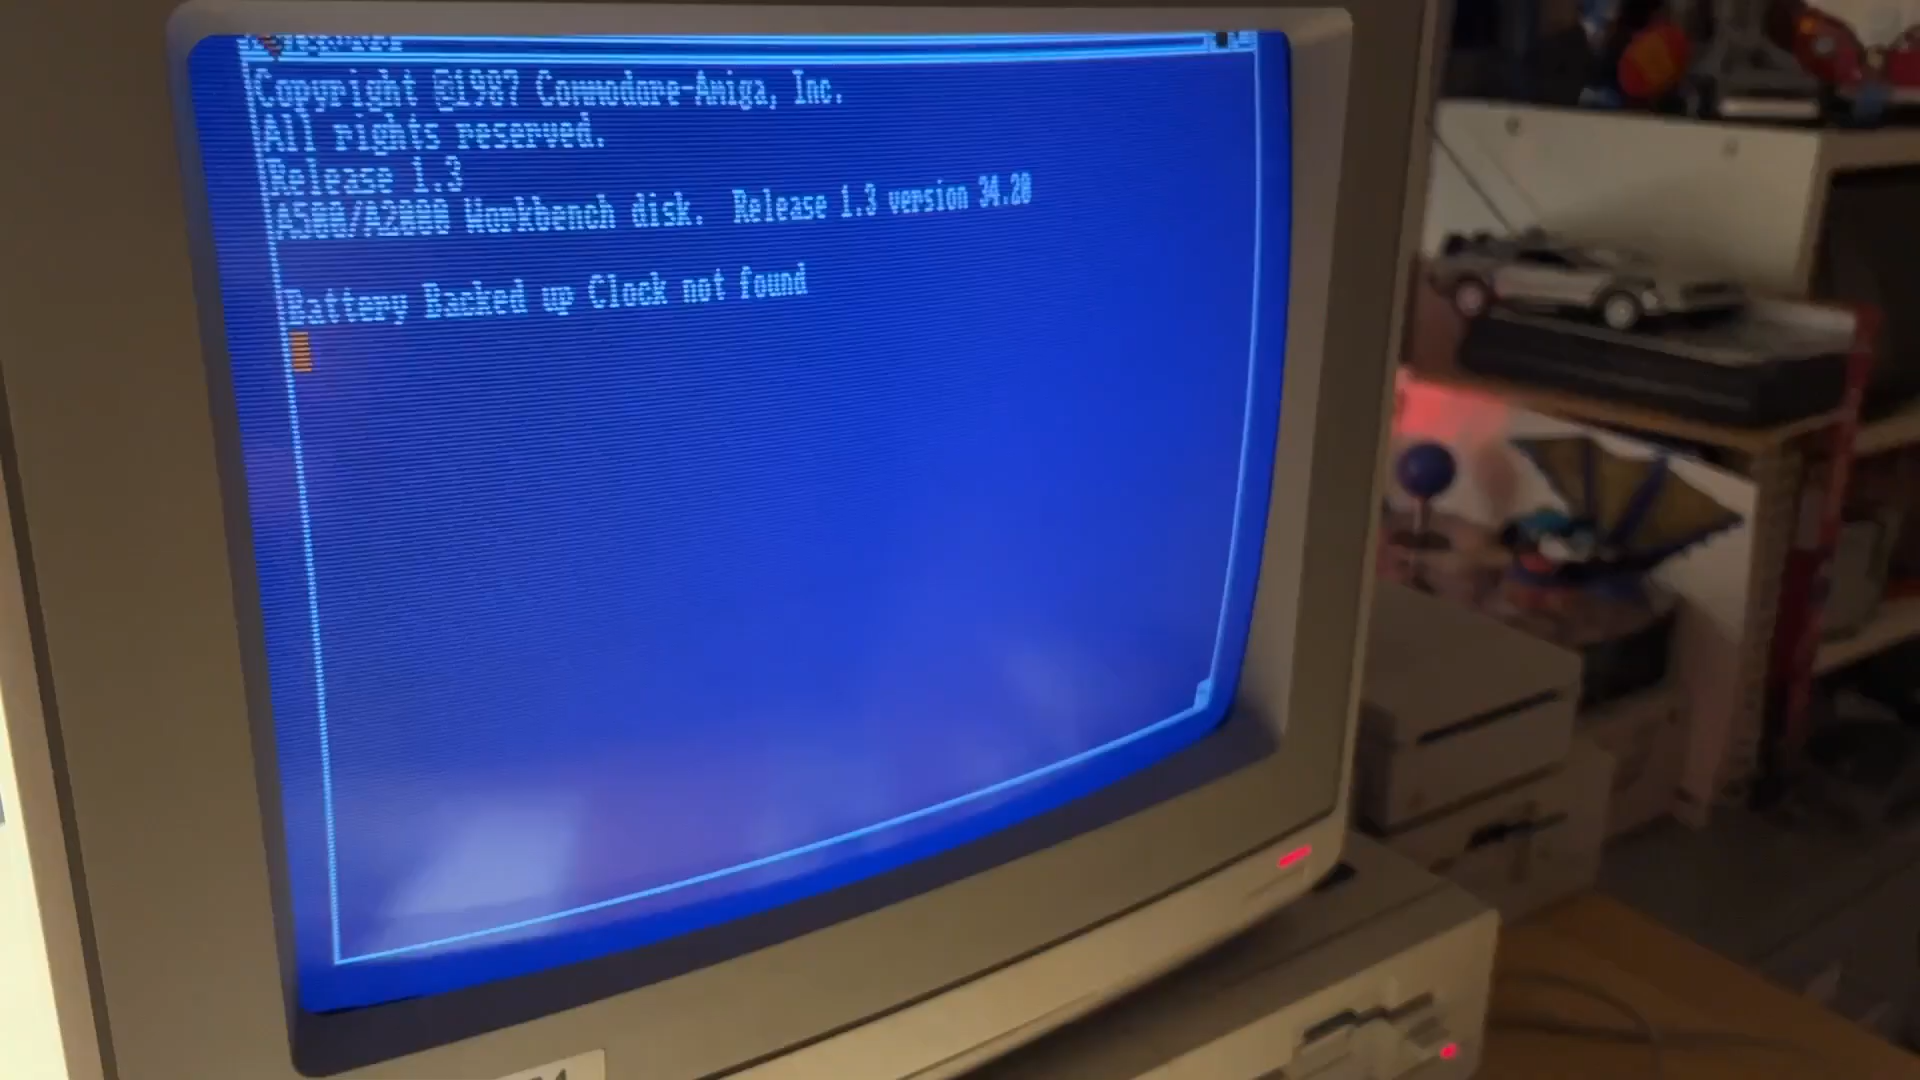 Copyright ©1987 Commodore-Amiga, Inc.
All rights reserved.
Release 1.3
A500/A2000 Workbench disk.  Release 1.3 version 34.20
Battery Backed up Clock not found